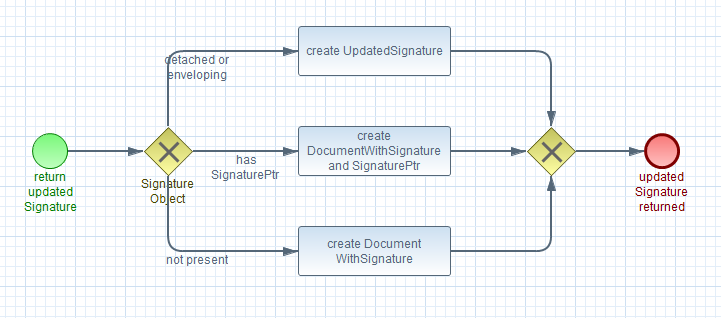 create UpdatedSignature
detached or
enveloping
create
DocumentWithSignature
and SignaturePtr
has
SignaturePtr
return
updated
Signature
Signature
Object
updated
Signature
returned
create Document
WithSignature
not present